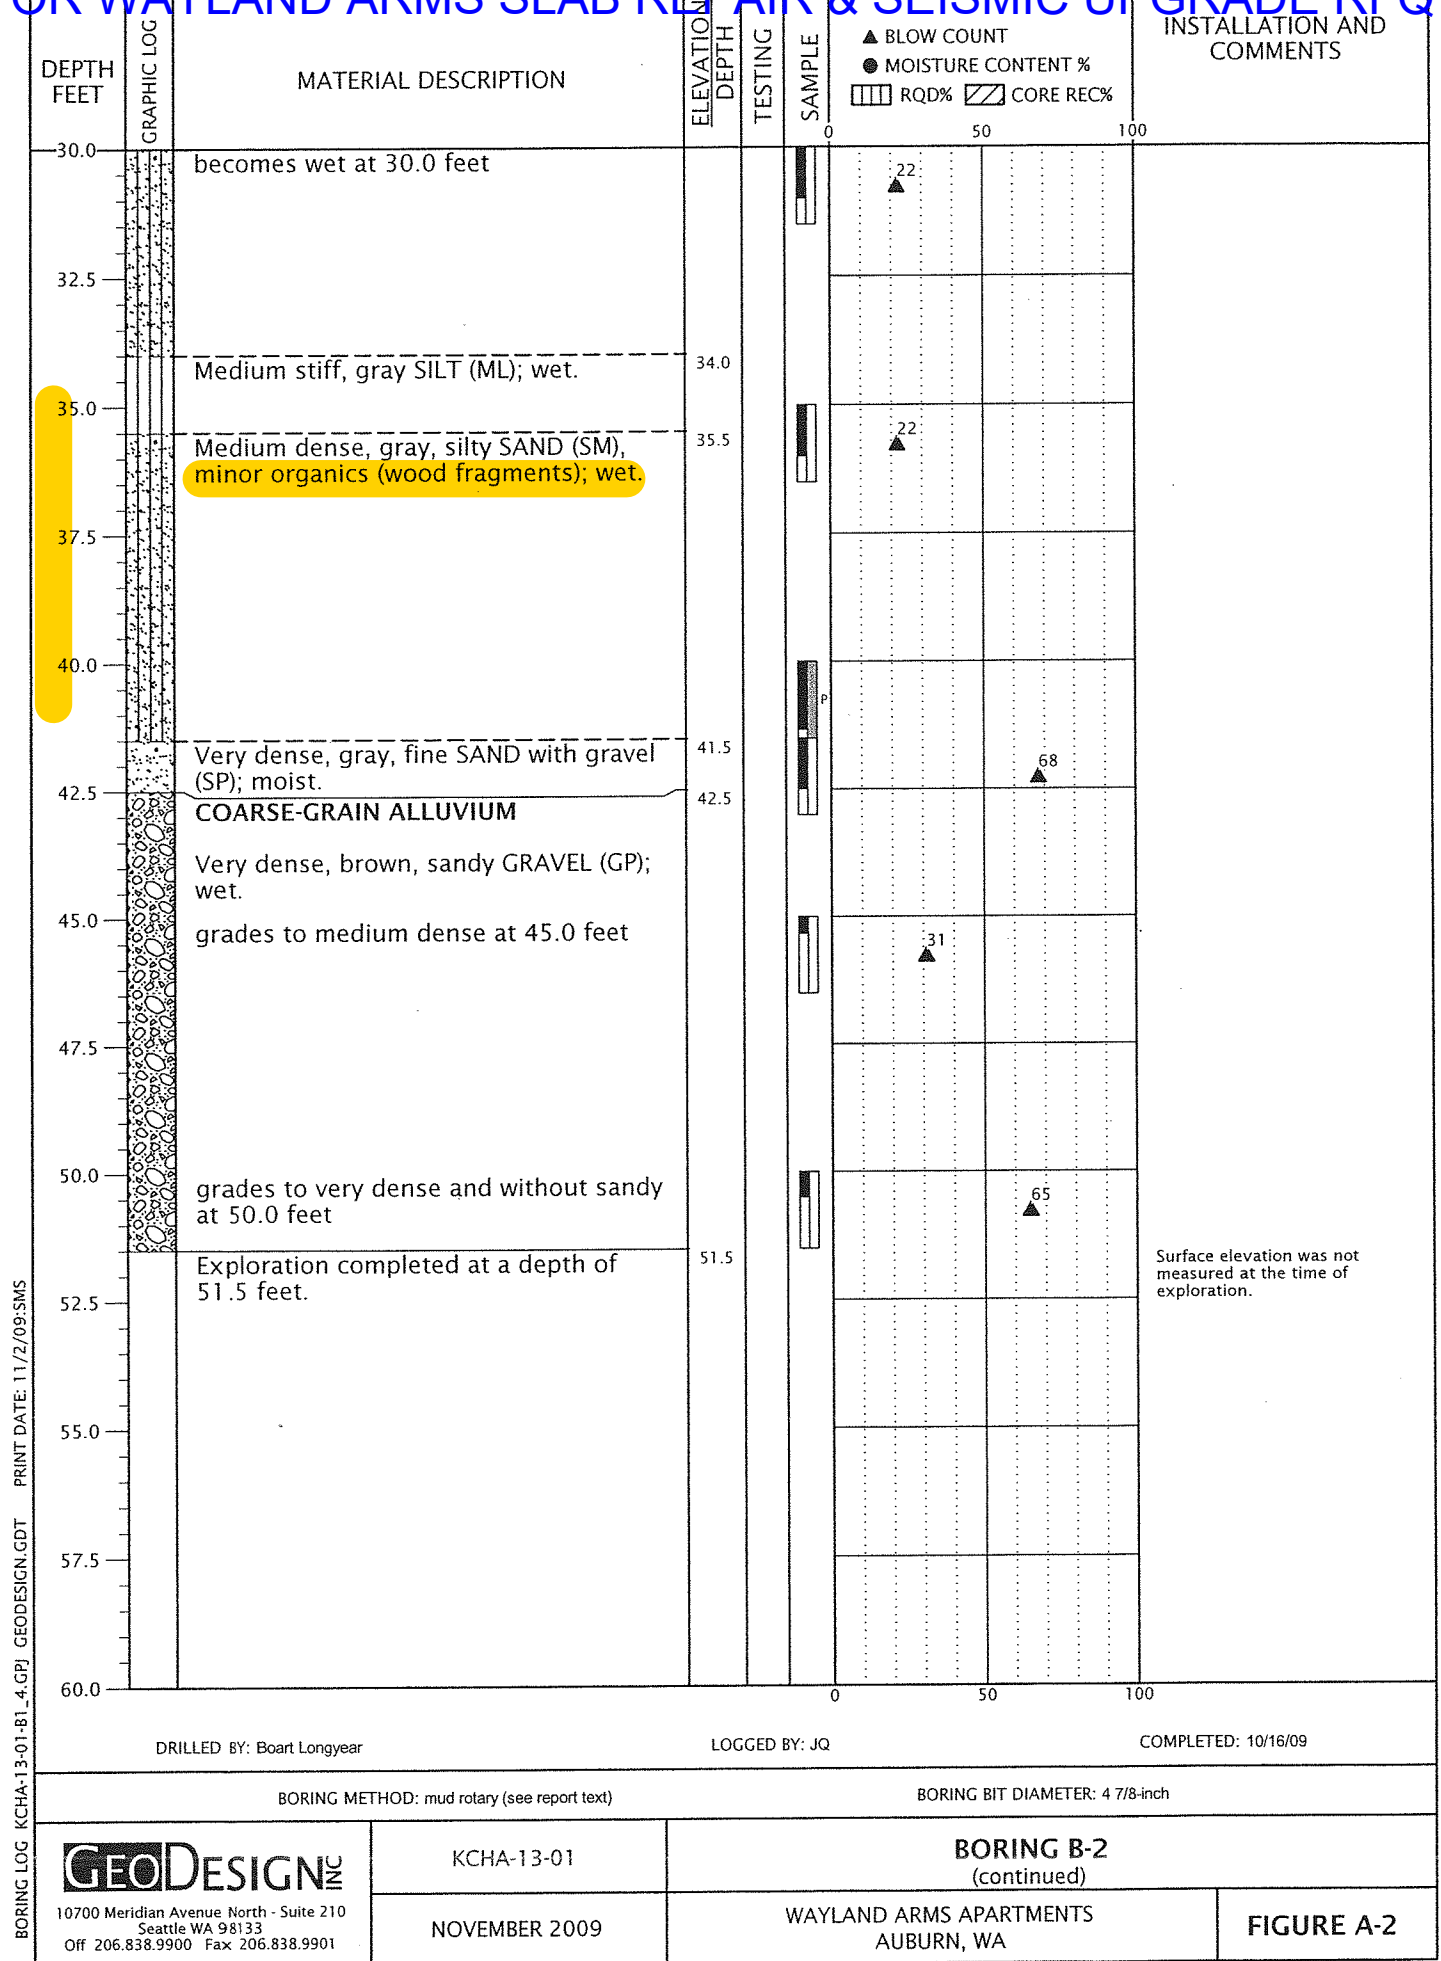 OR WAYLAND ARMS SLAB REPAIR & SEISMIC UPGRADE RFQ
DEPTH
FEET
GRAPHIC LOG
MATERIAL DESCRIPTION
ELEVATION
DEPTH
TESTING
SAMPLE
▲ BLOW COUNT
● MOISTURE CONTENT %
RQD% CORE REC%
INSTALLATION AND
COMMENTS
0 50 100
30.0
becomes wet at 30.0 feet
22
32.5
34.0
Medium stiff, gray SILT (ML); wet.
35.0
22
35.5
Medium dense, gray, silty SAND (SM),
minor organics (wood fragments); wet.
37.5
40.0
P
41.5
Very dense, gray, fine SAND with gravel
(SP); moist.
68
42.5
42.5
COARSE-GRAIN ALLUVIUM
Very dense, brown, sandy GRAVEL (GP);
wet.
45.0
grades to medium dense at 45.0 feet
31
47.5
50.0
grades to very dense and without sandy
at 50.0 feet
65
51.5
Exploration completed at a depth of
51.5 feet.
Surface elevation was not
measured at the time of
exploration.
52.5
55.0
57.5
60.0
0 50 100
DRILLED BY: Boart Longyear
LOGGED BY: JQ
COMPLETED: 10/16/09
BORING METHOD: mud rotary (see report text)
BORING BIT DIAMETER: 4 7/8-inch
GEODESIGN INC
10700 Meridian Avenue North - Suite 210
Seattle WA 98133
Off 206.838.9900 Fax 206.838.9901
KCHA-13-01
NOVEMBER 2009
BORING B-2
(continued)
WAYLAND ARMS APARTMENTS
AUBURN, WA
FIGURE A-2
BORING LOG KCHA-13-01-B1_4.GPJ GEODESIGN.GDT PRINT DATE: 11/2/09:SMS